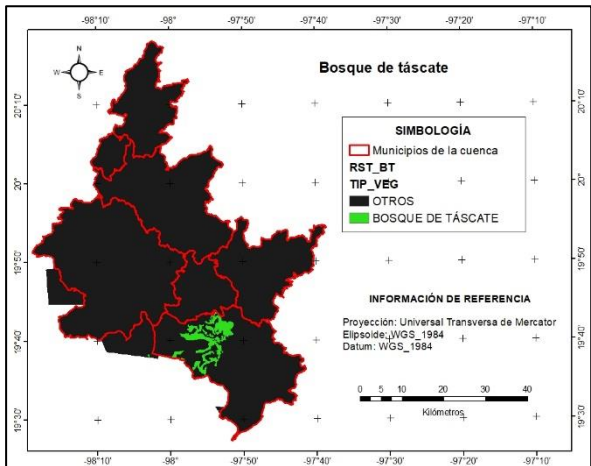 -98°10' -98° -97°50' -97°40' -97°30' -97°20' -97°10'
N
W E
S
Bosque de táscate
20°10' 20°10'
SIMBOLOGÍA
Municipios de la cuenca
RST_BT
TIP_VEG
OTROS
BOSQUE DE TÁSCATE
20° 20°
19°50' 19°50'
INFORMACIÓN DE REFERENCIA
Proyección: Universal Transversa de Mercator
Elipsoide: WGS_1984
Datum: WGS_1984
19°40' 19°40'
0 5 10 20 30 40
Kilómetros
19°30' 19°30'
-98°10' -98° -97°50' -97°40' -97°30' -97°20' -97°10'